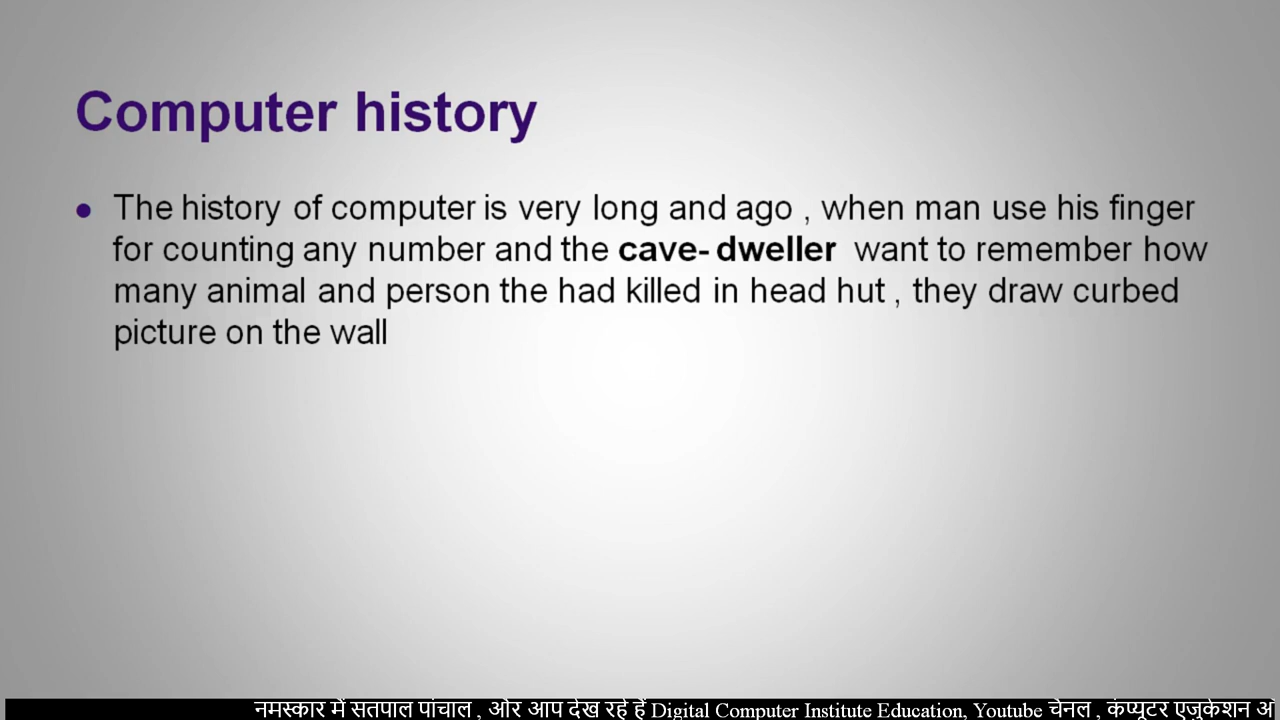 Computer history
The history of computer is very long and ago , when man use his finger
for counting any number and the cave- dweller want to remember how
many animal and person the had killed in head hut , they draw curbed
picture on the wall
नमस्कार में सतपाल पांचाल , और आप देख रहे हैं Digital Computer Institute Education, Youtube चेनल , कंप्यूटर एजुकेशन